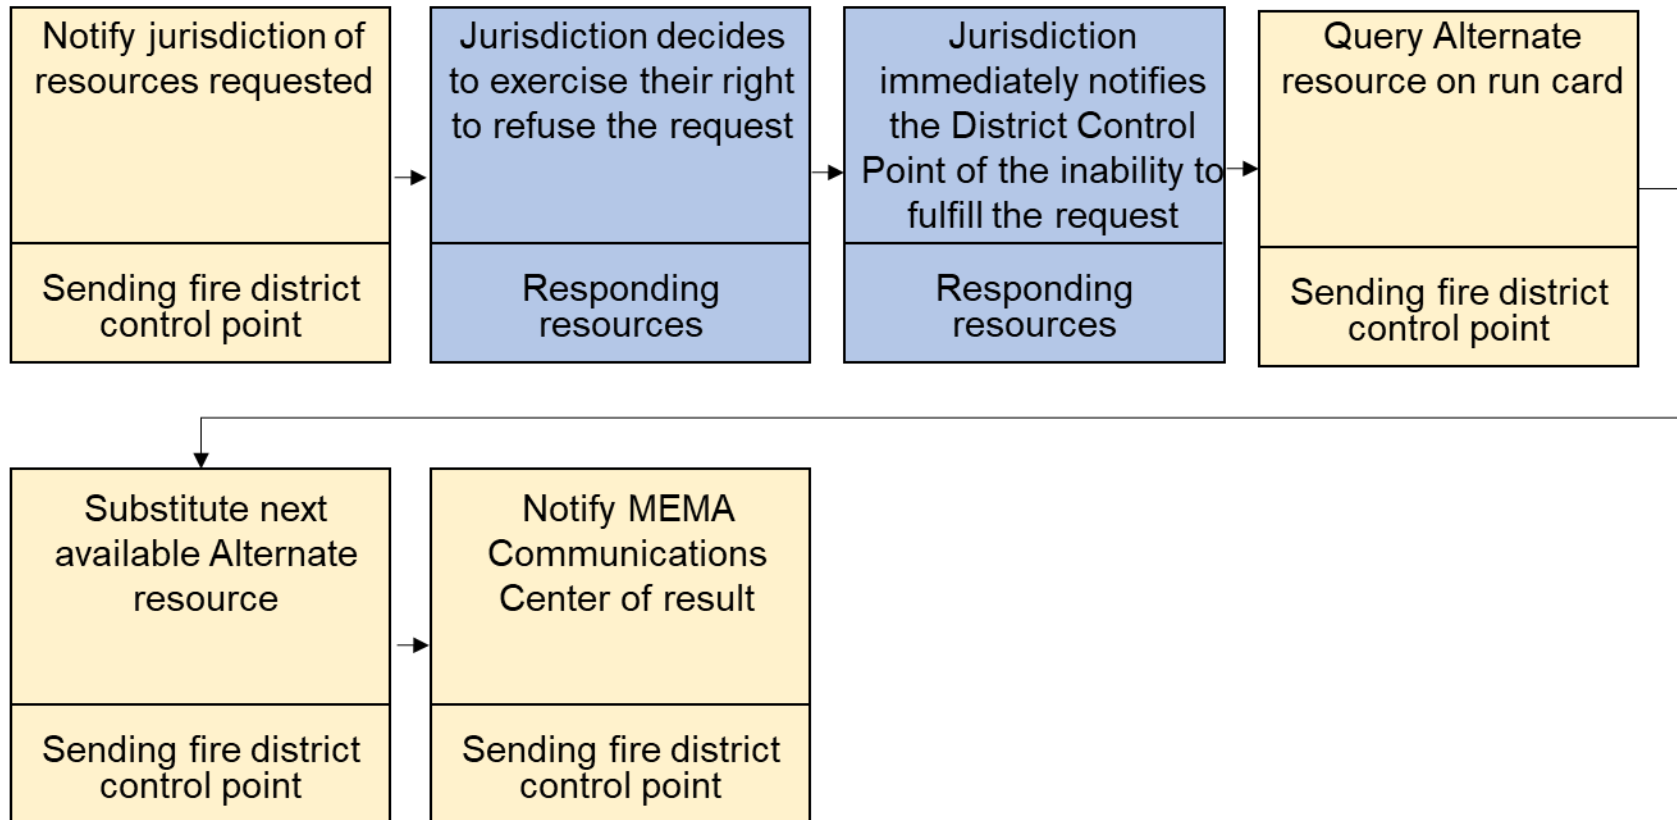 Notify jurisdiction of
resources requested
Sending fire district
control point
Jurisdiction decides
to exercise their right
to refuse the request
Responding
resources
Jurisdiction
immediately notifies
the District Control
Point of the inability to
fulfill the request
Responding
resources
Query Alternate
resource on run card
Sending fire district
control point
Substitute next
available Alternate
resource
Sending fire district
control point
Notify MEMA
Communications
Center of result
Sending fire district
control point